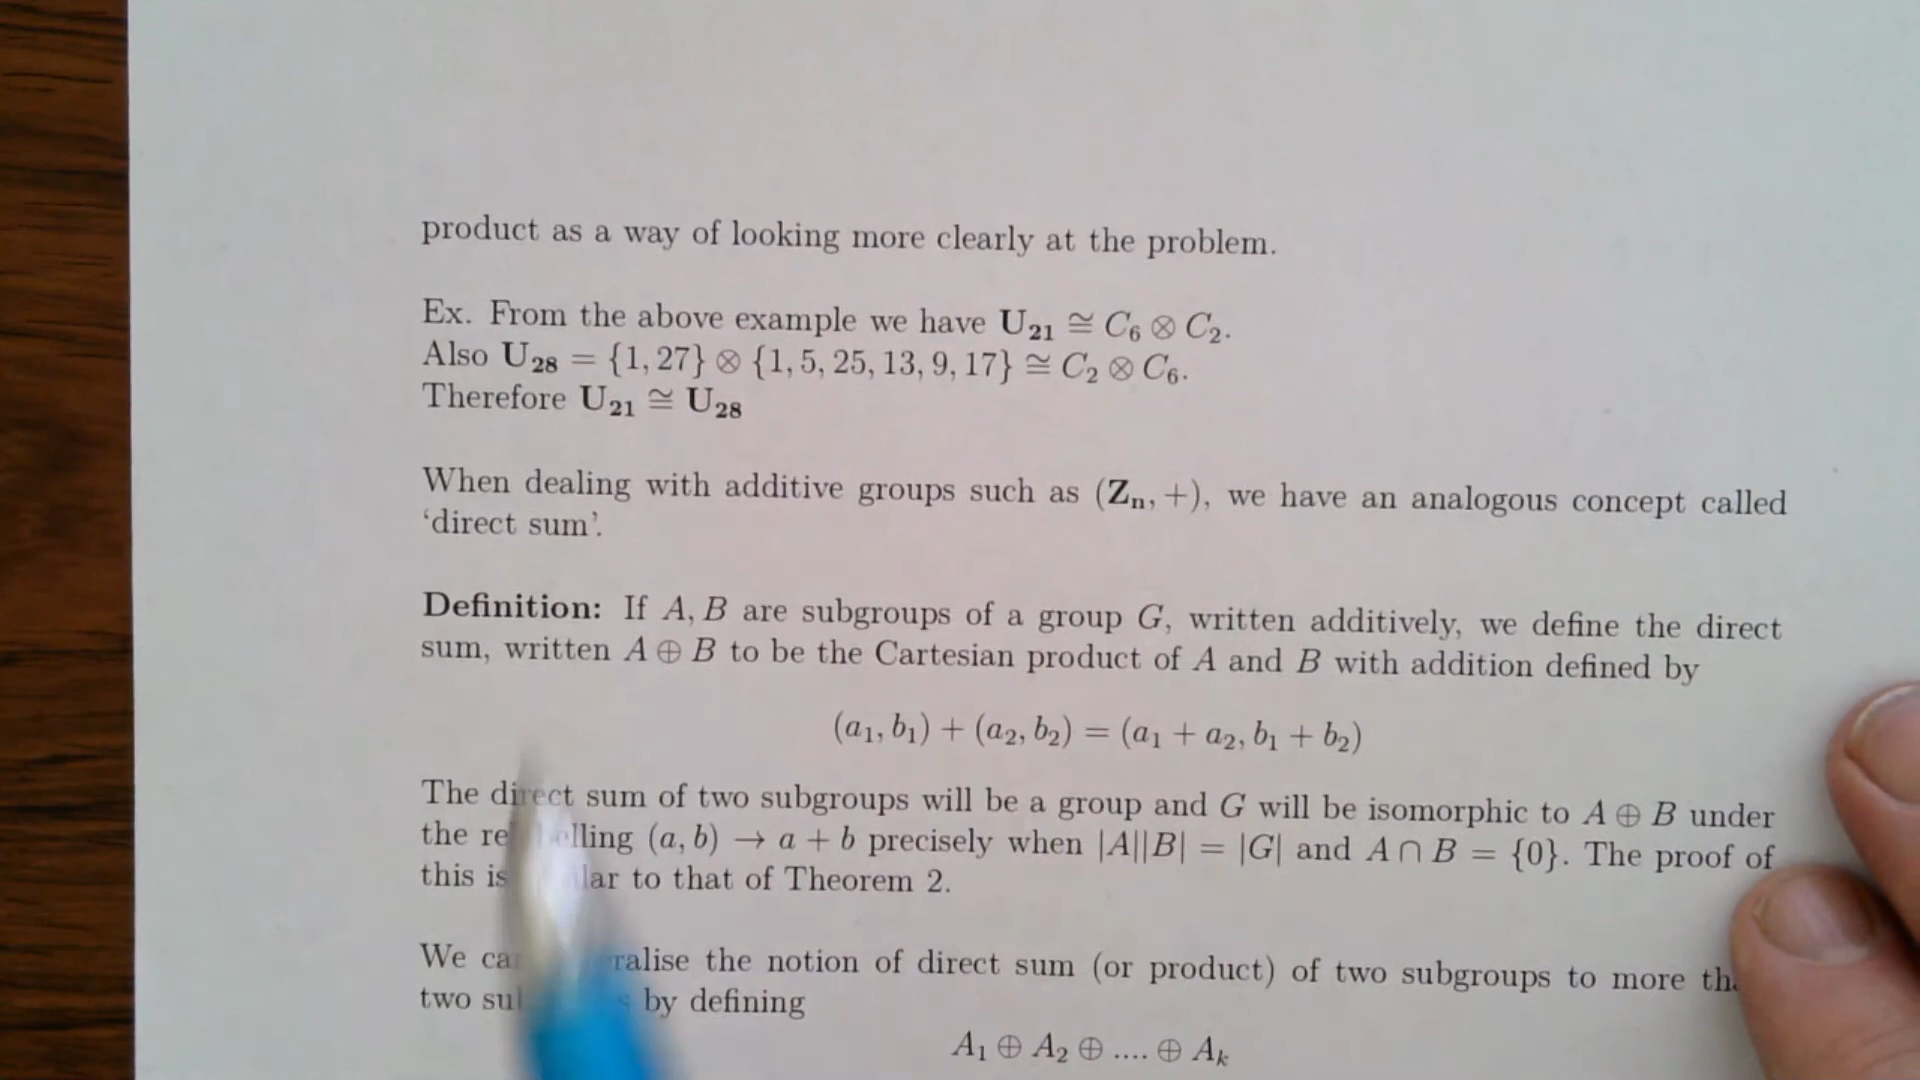 product as a way of looking more clearly at the problem.
Ex. From the above example we have U₂₁ ≅ C₆ ⊗ C₂.
Also U₂₈ = {1, 27} ⊗ {1, 5, 25, 13, 9, 17} ≅ C₂ ⊗ C₆.
Therefore U₂₁ ≅ U₂₈
When dealing with additive groups such as (Zₙ, +), we have an analogous concept called
‘direct sum’.
Definition: If A, B are subgroups of a group G, written additively, we define the direct
sum, written A ⊕ B to be the Cartesian product of A and B with addition defined by
(a₁, b₁) + (a₂, b₂) = (a₁ + a₂, b₁ + b₂)
The direct sum of two subgroups will be a group and G will be isomorphic to A ⊕ B under
the (a, b) → a + b precisely when |A||B| = |G| and A ∩ B = {0}. The proof of
this is to that of Theorem 2.
We the notion of direct sum (or product) of two subgroups to more
two by defining
A₁ ⊕ A₂ ⊕ .... ⊕ Aₖ